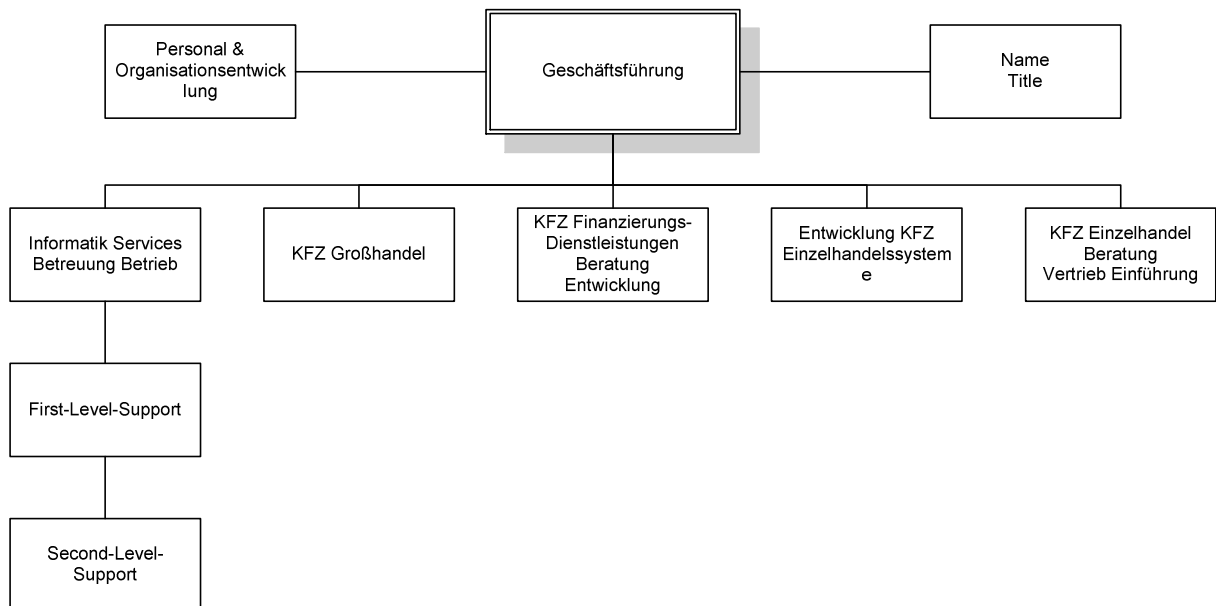 Personal &
Organisationsentwick
lung
Geschäftsführung
Name
Title
Informatik Services
Betreuung Betrieb
KFZ Großhandel
KFZ Finanzierungs-
Dienstleistungen
Beratung
Entwicklung
Entwicklung KFZ
Einzelhandelssystem
e
KFZ Einzelhandel
Beratung
Vertrieb Einführung
First-Level-Support
Second-Level-
Support